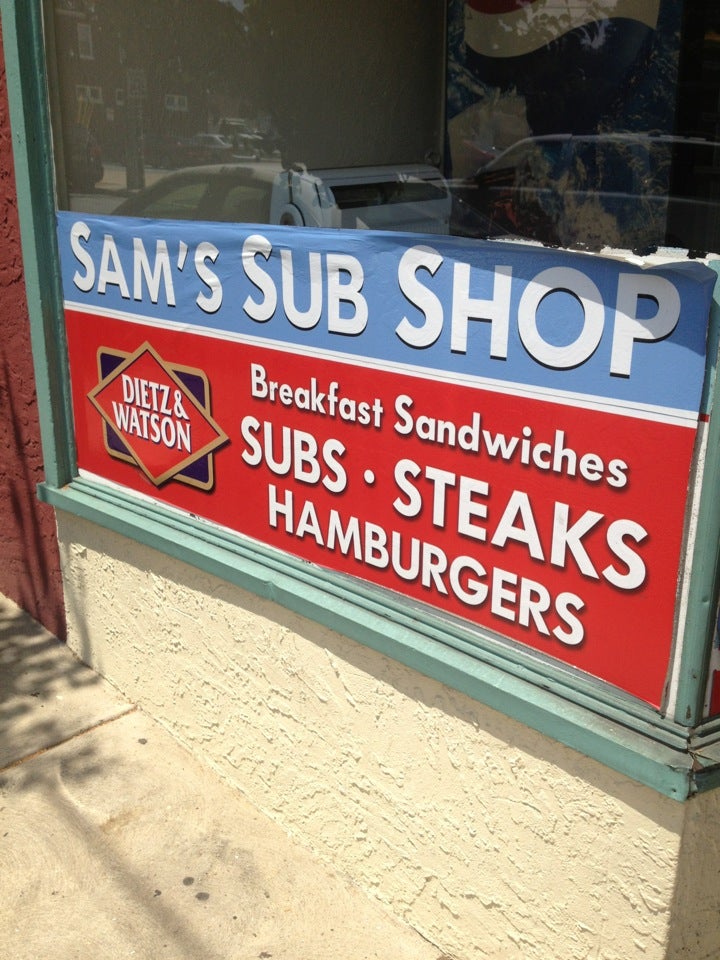 SAM'S SUB SHOP
DIETZ &
WATSON
Breakfast Sandwiches
SUBS · STEAKS
HAMBURGERS